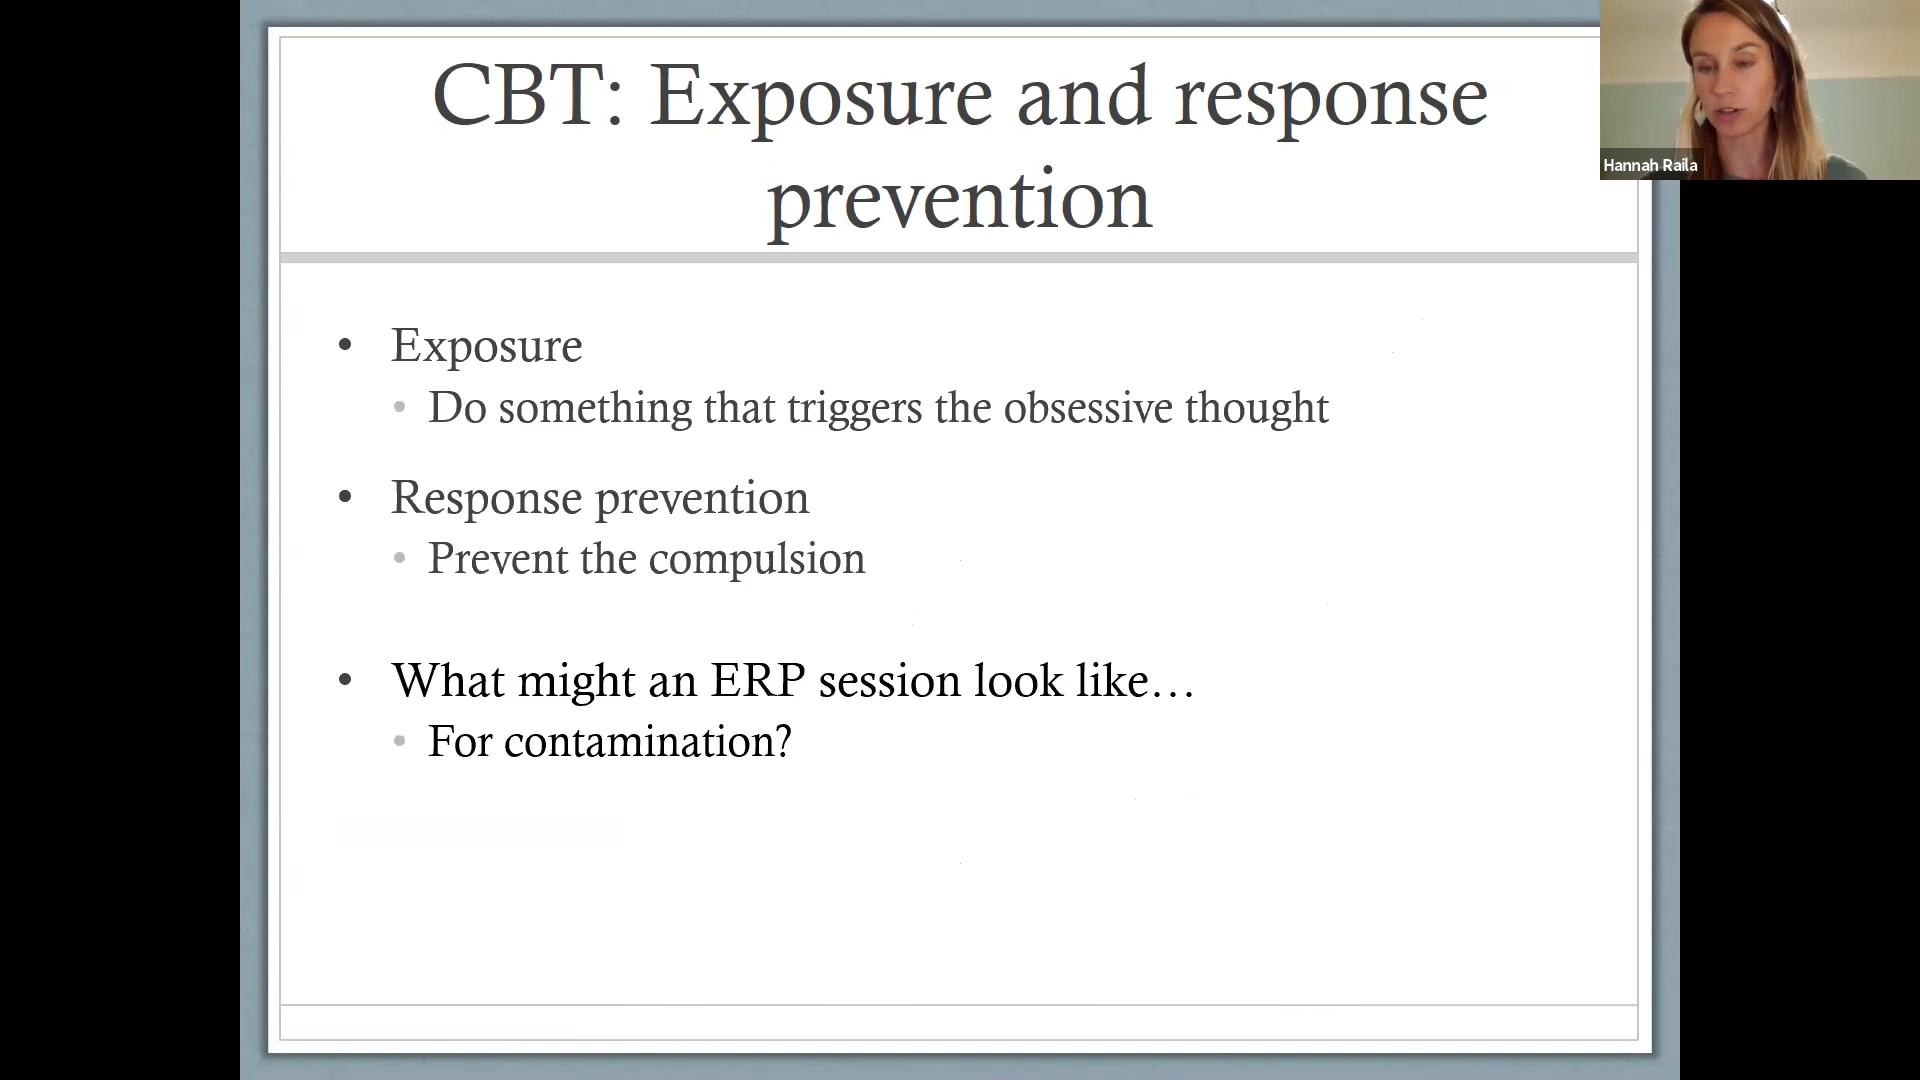 CBT: Exposure and response
prevention
Hannah Raila
• Exposure
• Do something that triggers the obsessive thought
• Response prevention
• Prevent the compulsion
• What might an ERP session look like…
• For contamination?